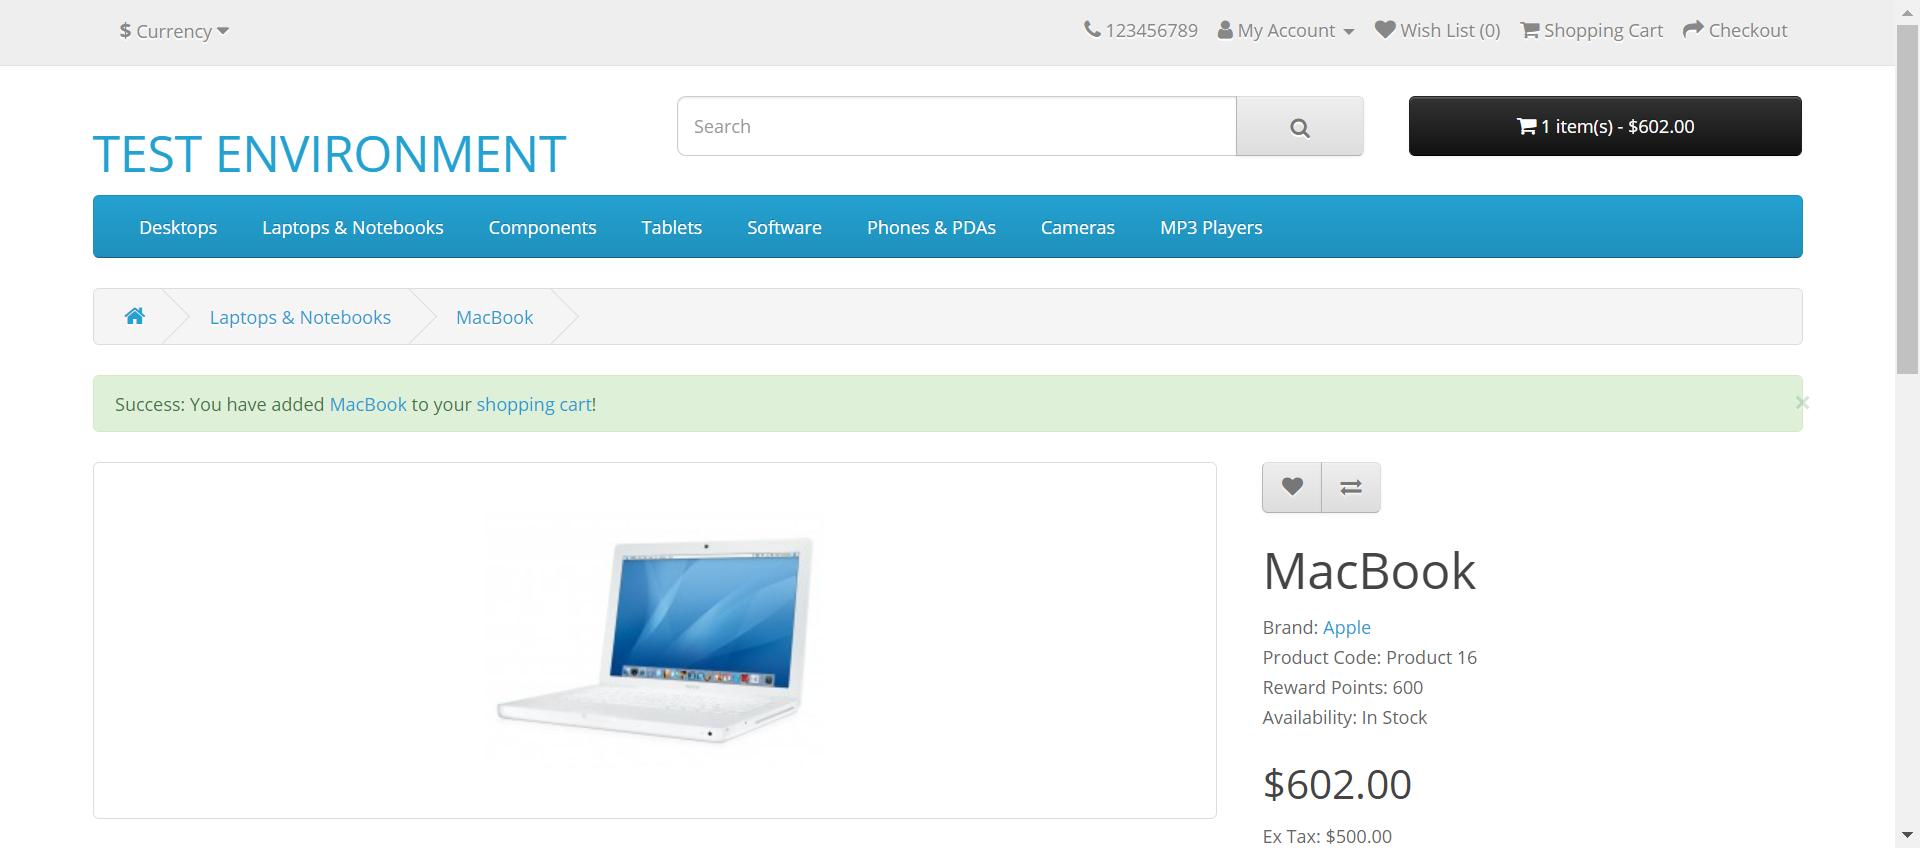 $ Currency
123456789 My Account Wish List (0) Shopping Cart Checkout
TEST ENVIRONMENT
Search
1 item(s) - $602.00
Desktops Laptops & Notebooks Components Tablets Software Phones & PDAs Cameras MP3 Players
Laptops & Notebooks MacBook
Success: You have added MacBook to your shopping cart!
×
MacBook
Brand: Apple
Product Code: Product 16
Reward Points: 600
Availability: In Stock
$602.00
Ex Tax: $500.00